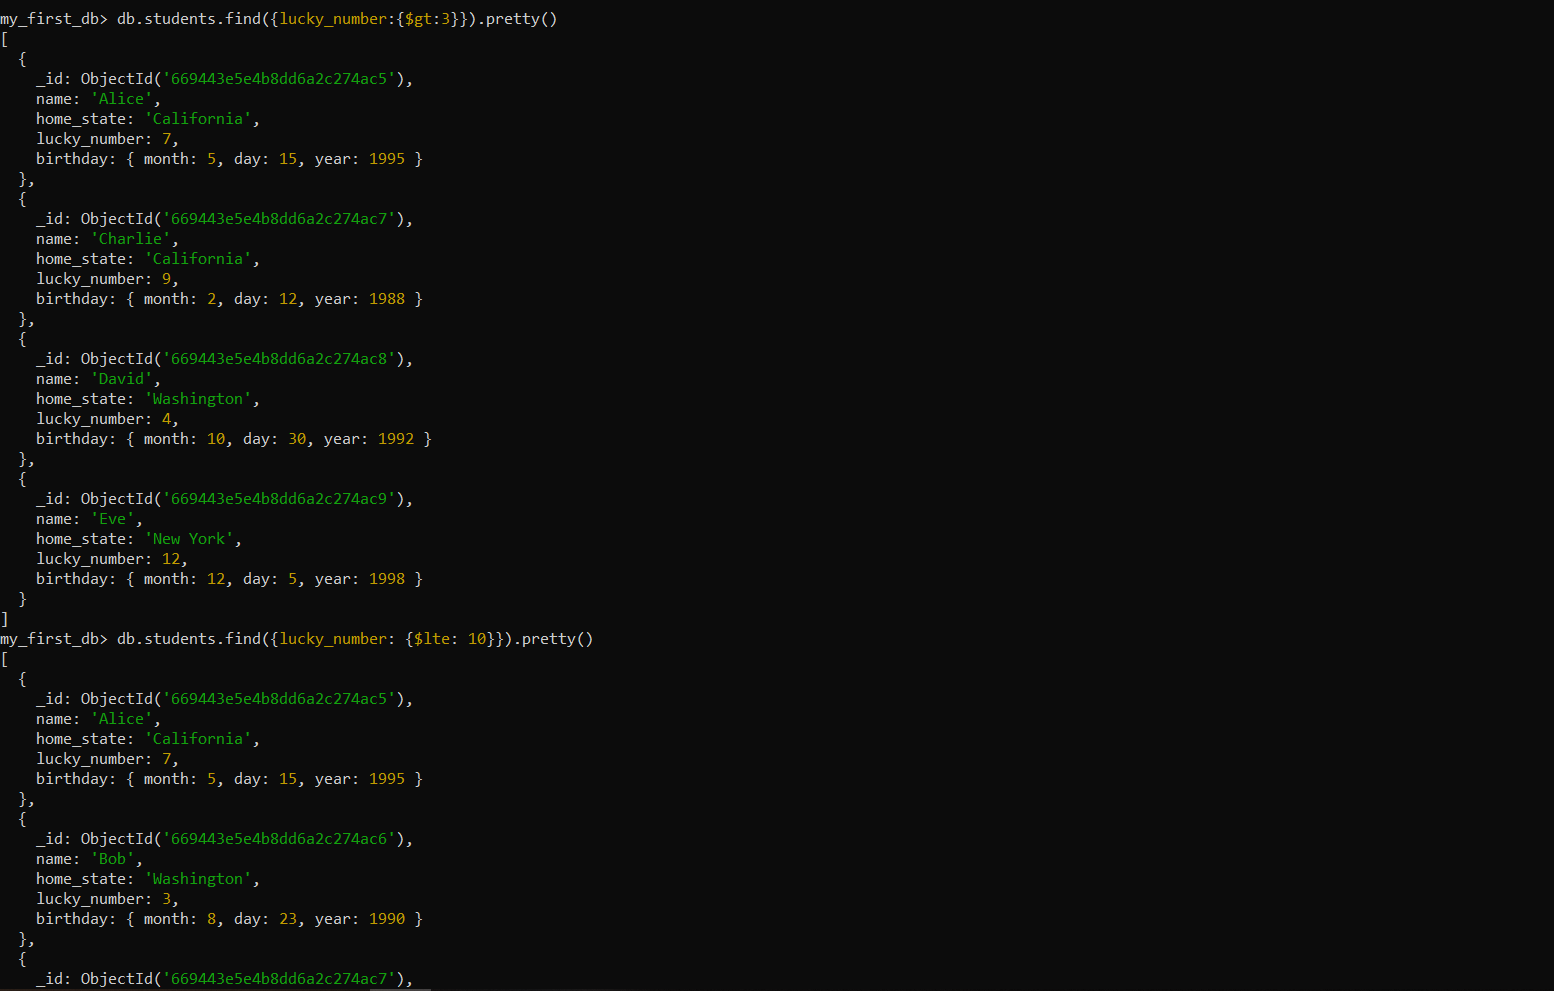 my_first_db> db.students.find({lucky_number:{$gt:3}}).pretty()
[
  {
    _id: ObjectId('669443e5e4b8dd6a2c274ac5'),
    name: 'Alice',
    home_state: 'California',
    lucky_number: 7,
    birthday: { month: 5, day: 15, year: 1995 }
  },
  {
    _id: ObjectId('669443e5e4b8dd6a2c274ac7'),
    name: 'Charlie',
    home_state: 'California',
    lucky_number: 9,
    birthday: { month: 2, day: 12, year: 1988 }
  },
  {
    _id: ObjectId('669443e5e4b8dd6a2c274ac8'),
    name: 'David',
    home_state: 'Washington',
    lucky_number: 4,
    birthday: { month: 10, day: 30, year: 1992 }
  },
  {
    _id: ObjectId('669443e5e4b8dd6a2c274ac9'),
    name: 'Eve',
    home_state: 'New York',
    lucky_number: 12,
    birthday: { month: 12, day: 5, year: 1998 }
  }
]
my_first_db> db.students.find({lucky_number: {$lte: 10}}).pretty()
[
  {
    _id: ObjectId('669443e5e4b8dd6a2c274ac5'),
    name: 'Alice',
    home_state: 'California',
    lucky_number: 7,
    birthday: { month: 5, day: 15, year: 1995 }
  },
  {
    _id: ObjectId('669443e5e4b8dd6a2c274ac6'),
    name: 'Bob',
    home_state: 'Washington',
    lucky_number: 3,
    birthday: { month: 8, day: 23, year: 1990 }
  },
  {
    _id: ObjectId('669443e5e4b8dd6a2c274ac7'),